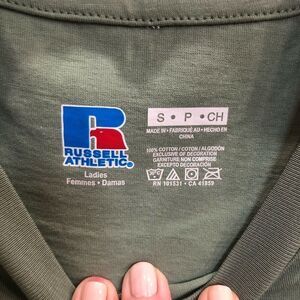 RUSSELL
ATHLETIC®
Ladies
Femmes • Damas
S • P • CH
MADE IN • FABRIQUÉ AU • HECHO EN
CHINA
100% COTTON / COTON / ALGODÓN
EXCLUSIVE OF DECORATION
GARNITURE NON COMPRISE
EXCEPTO DECORACIÓN
RN 101531 • CA 41859